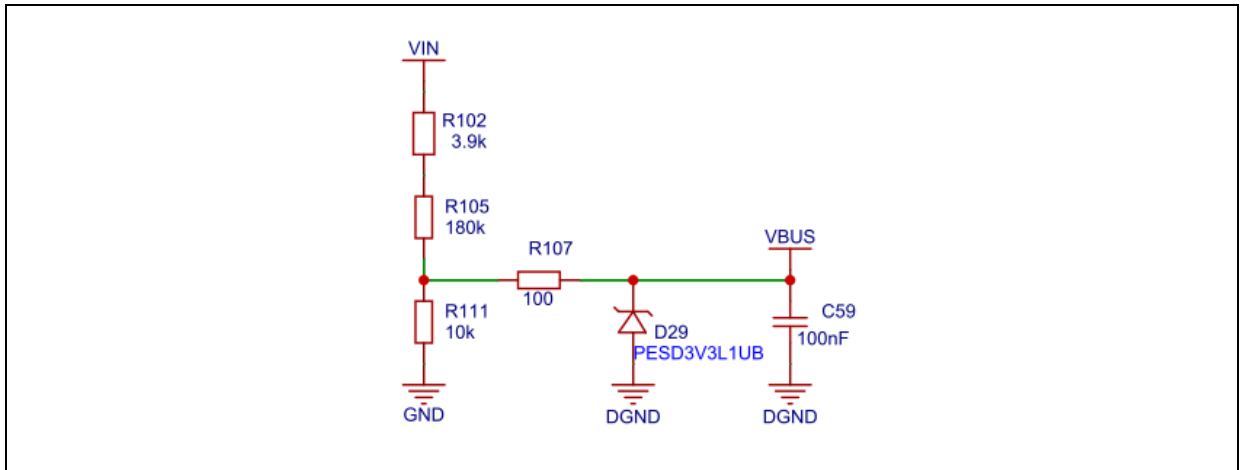 VIN
R102
3.9k
R105
180k
R107
100
VBUS
R111
10k
D29
PESD3V3L1UB
C59
100nF
GND
DGND
DGND